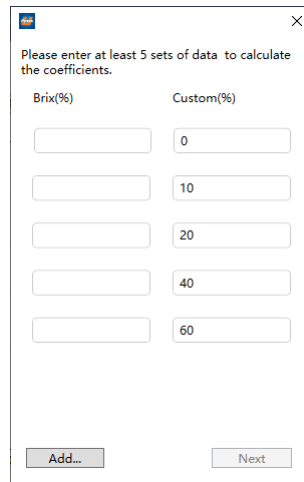 Please enter at least 5 sets of data  to calculate
the coefficients.
Brix(%) Custom(%)
0
10
20
40
60
Add... Next